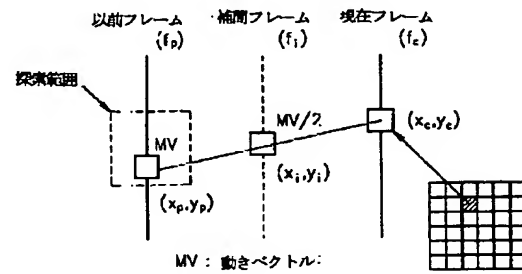 以前フレーム
(fp)
補間フレーム
(fi)
現在フレーム
(fc)
探索範囲
MV
MV/2
(xc,yc)
(xp,yp)
(xi,yi)
MV : 動きベクトル: